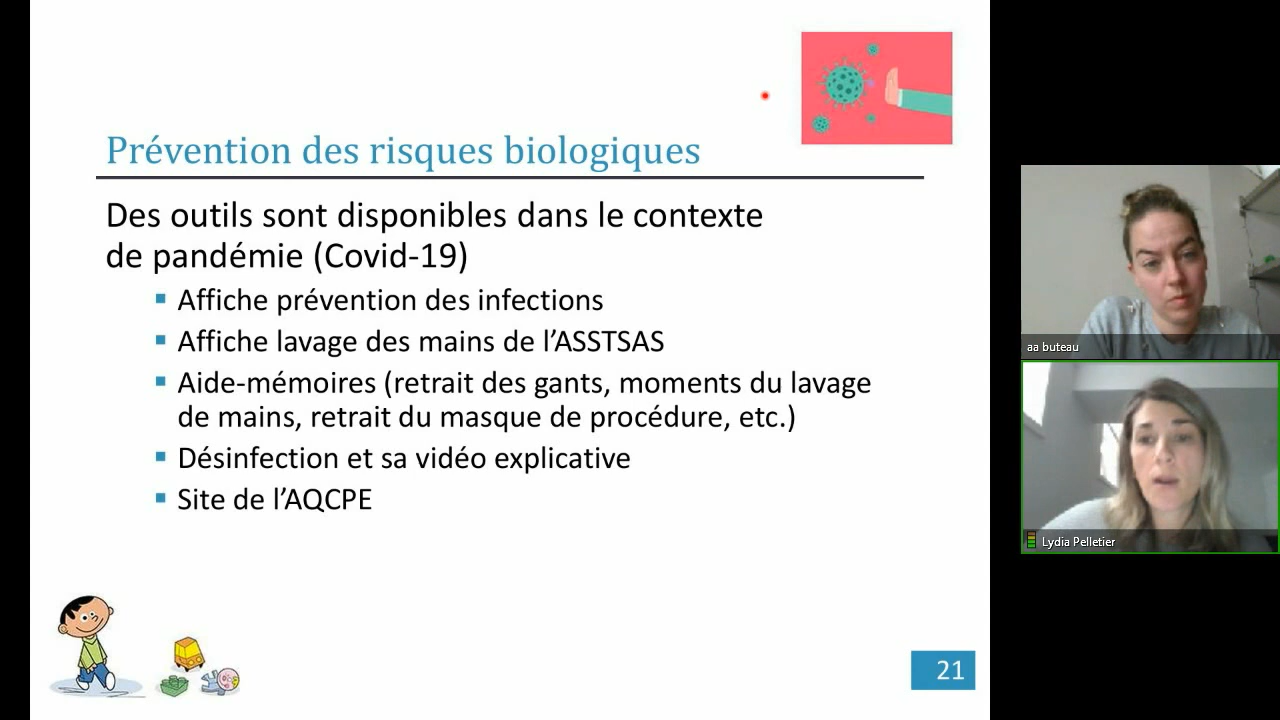 Prévention des risques biologiques
Des outils sont disponibles dans le contexte
de pandémie (Covid-19)
Affiche prévention des infections
Affiche lavage des mains de l’ASSTSAS
Aide-mémoires (retrait des gants, moments du lavage
de mains, retrait du masque de procédure, etc.)
Désinfection et sa vidéo explicative
Site de l’AQCPE
21
aa buteau
Lydia Pelletier